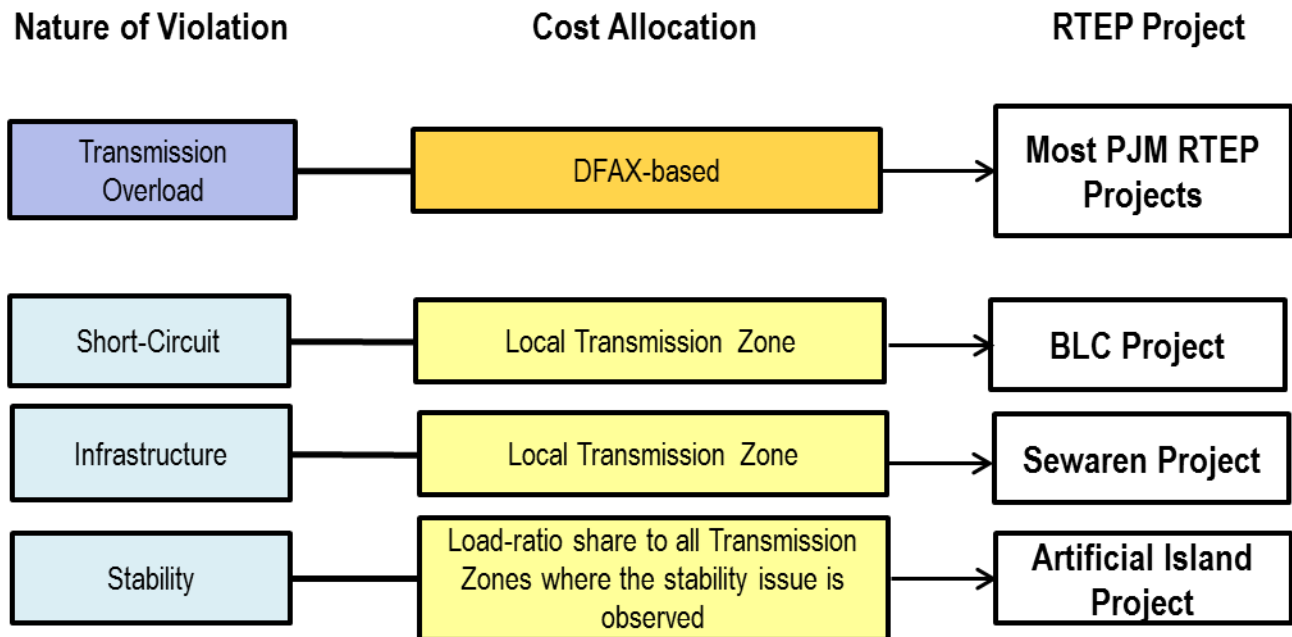 Nature of Violation
Cost Allocation
RTEP Project
Transmission
Overload
DFAX-based
Most PJM RTEP
Projects
Short-Circuit
Local Transmission Zone
BLC Project
Infrastructure
Local Transmission Zone
Sewaren Project
Stability
Load-ratio share to all Transmission
Zones where the stability issue is
observed
Artificial Island
Project